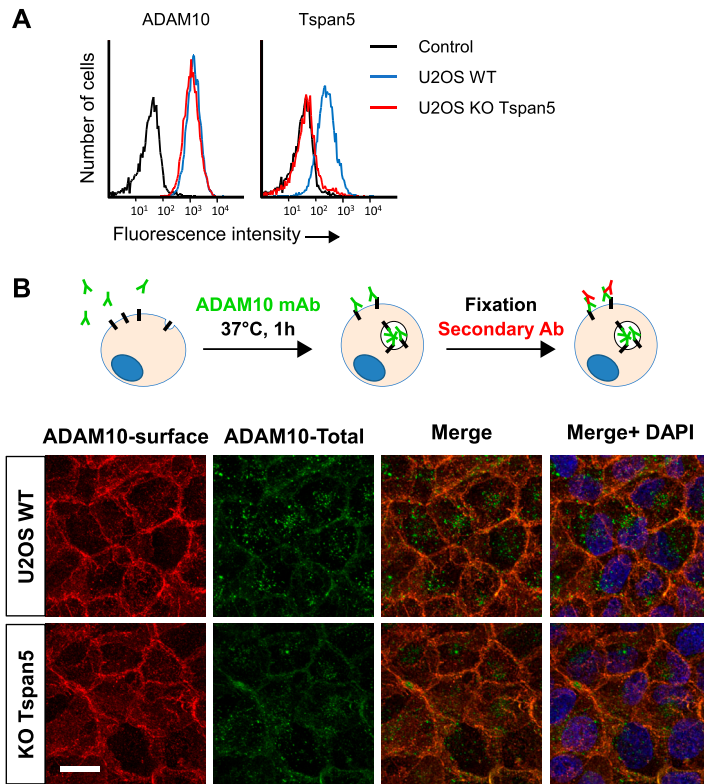 A
ADAM10
Tspan5
Control
U2OS WT
U2OS KO Tspan5
Number of cells
10¹ 10² 10³ 10⁴
10¹ 10² 10³ 10⁴
Fluorescence intensity
B
ADAM10 mAb
37°C, 1h
Fixation
Secondary Ab
ADAM10-surface
ADAM10-Total
Merge
Merge+ DAPI
U2OS WT
KO Tspan5